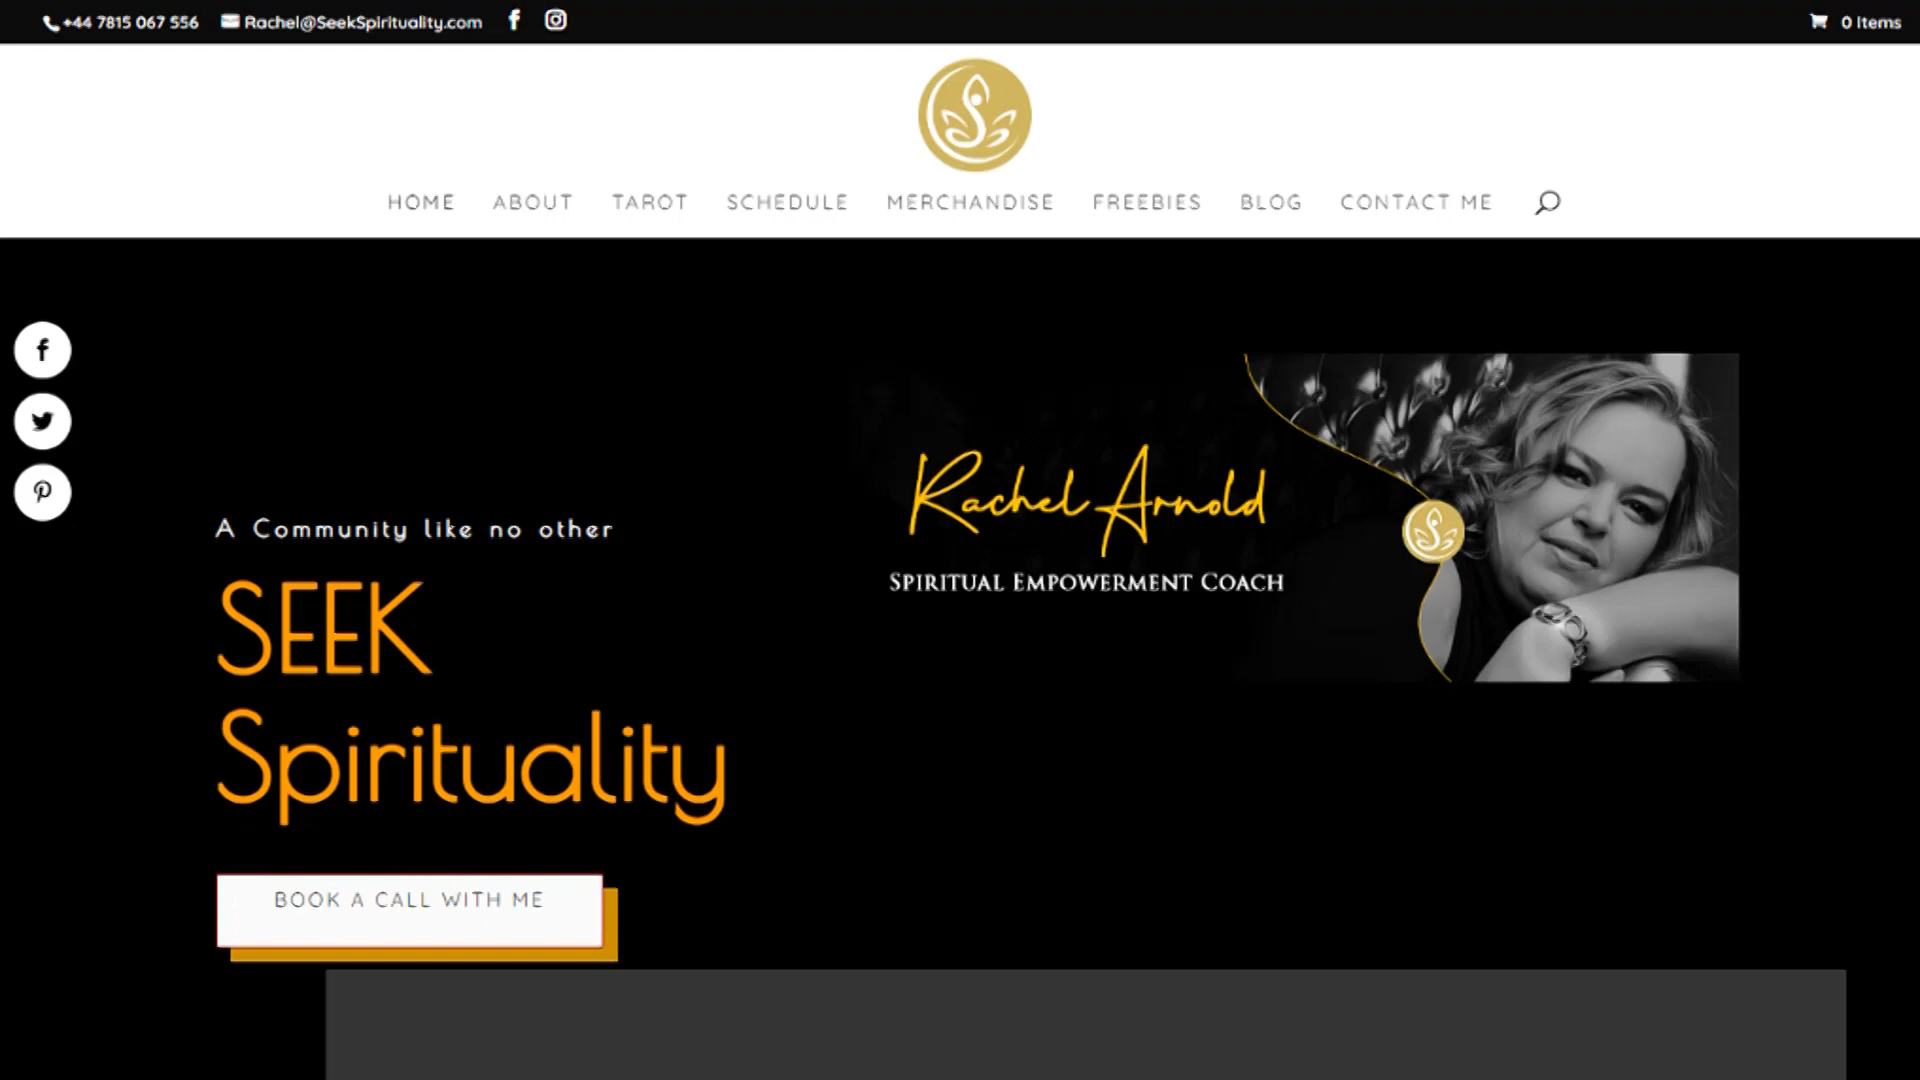 +44 7815 067 556
Rachel@SeekSpirituality.com
0 Items
HOME
ABOUT
TAROT
SCHEDULE
MERCHANDISE
FREEBIES
BLOG
CONTACT ME
A Community like no other
SEEK
Spirituality
BOOK A CALL WITH ME
Rachel Arnold
SPIRITUAL EMPOWERMENT COACH